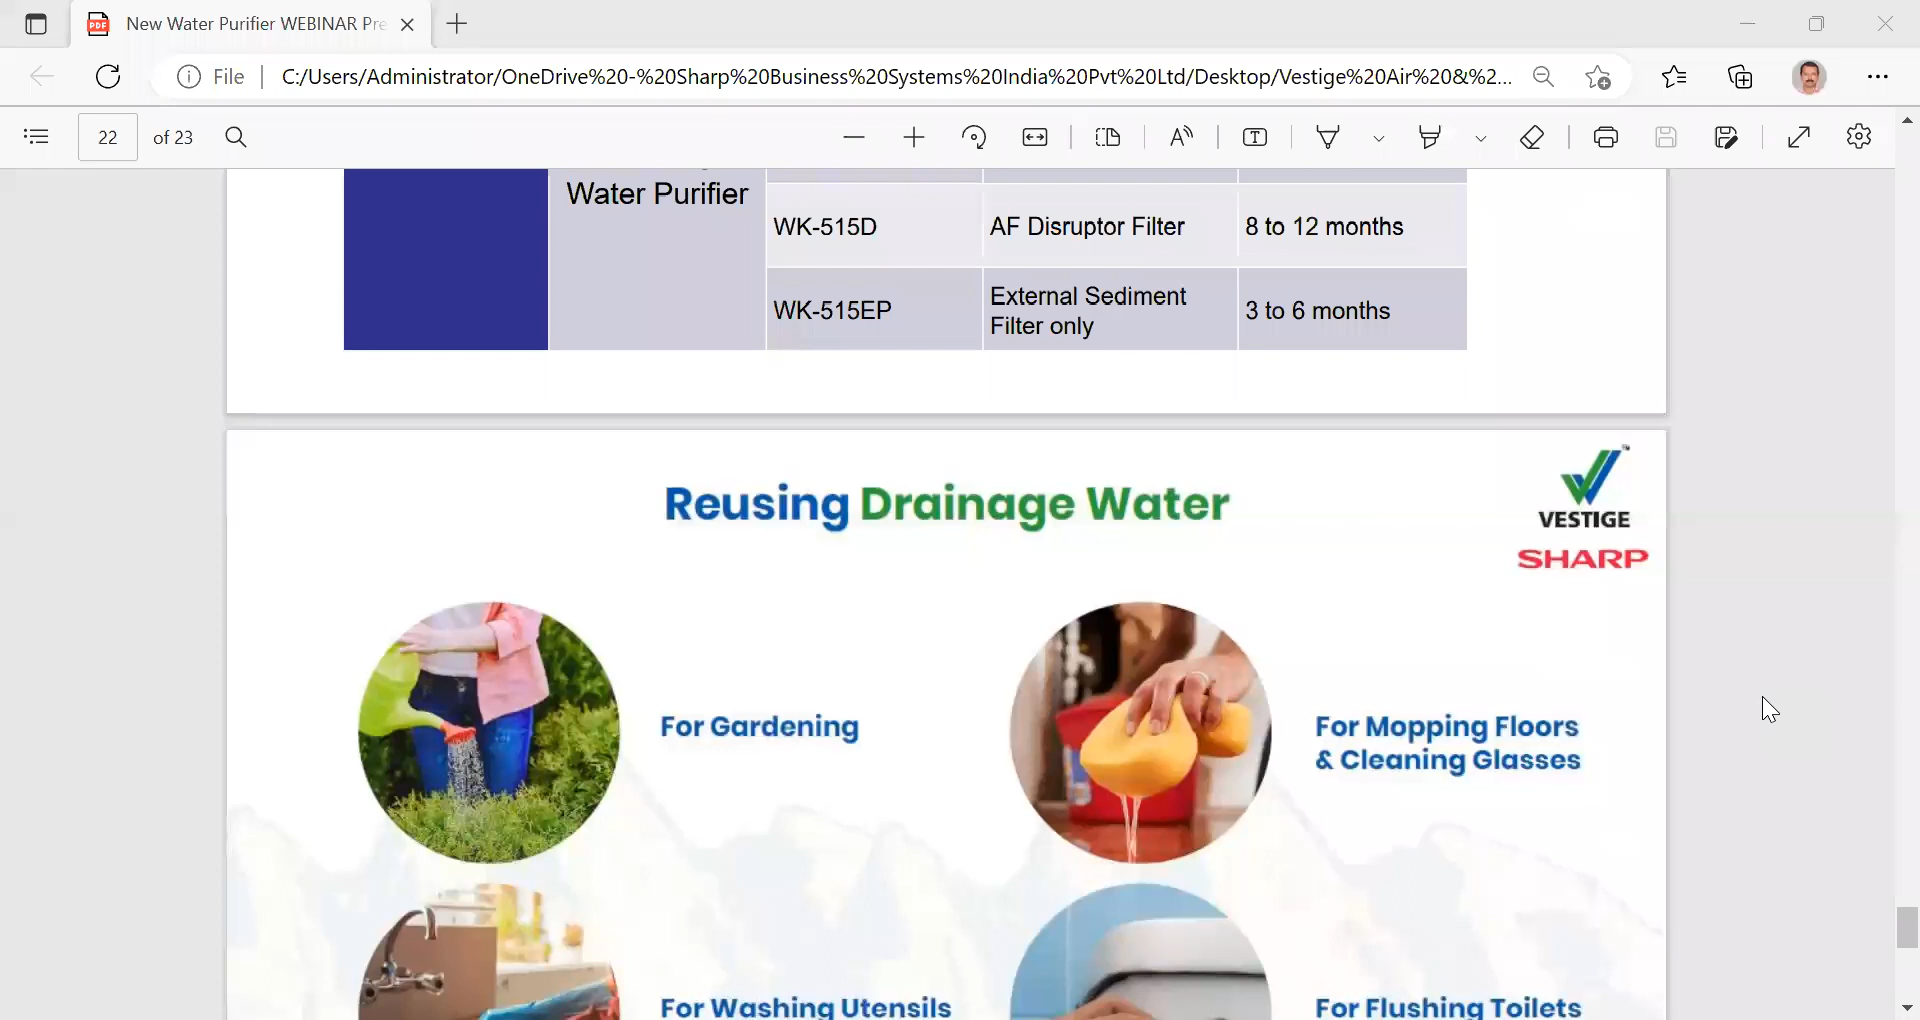 New Water Purifier WEBINAR Pre
File
C:/Users/Administrator/OneDrive%20-%20Sharp%20Business%20Systems%20India%20Pvt%20Ltd/Desktop/Vestige%20Air%20&%2...
22 of 23
Water Purifier
WK-515D AF Disruptor Filter 8 to 12 months
WK-515EP External Sediment Filter only 3 to 6 months
Reusing Drainage Water
VESTIGE
SHARP
For Gardening
For Mopping Floors
& Cleaning Glasses
For Washing Utensils
For Flushing Toilets